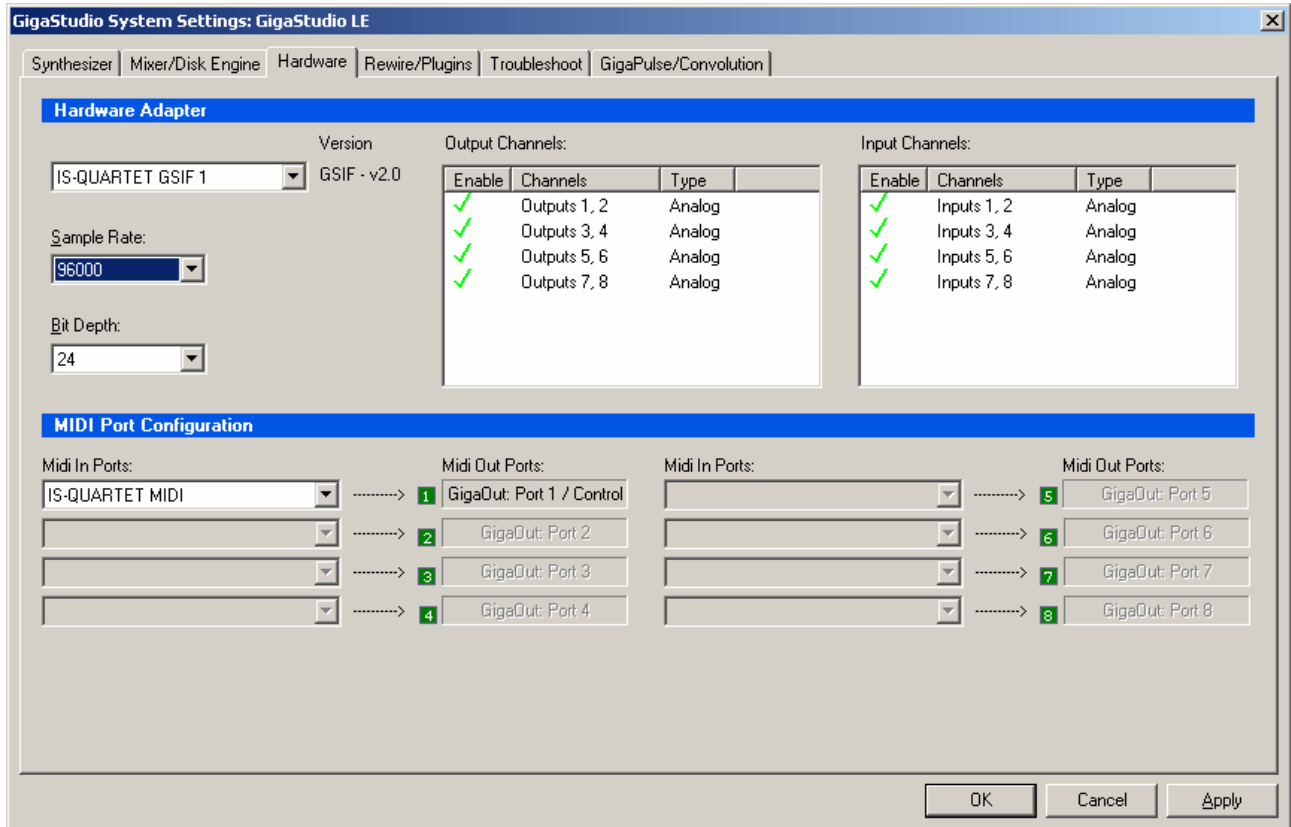 GigaStudio System Settings: GigaStudio LE
Synthesizer Mixer/Disk Engine Hardware Rewire/Plugins Troubleshoot GigaPulse/Convolution
Hardware Adapter
Version Output Channels: Input Channels:
IS-QUARTET GSIF 1 GSIF - v2.0
Enable Channels Type Enable Channels Type
Outputs 1, 2 Analog Inputs 1, 2 Analog
Sample Rate: Outputs 3, 4 Analog Inputs 3, 4 Analog
96000 Outputs 5, 6 Analog Inputs 5, 6 Analog
Outputs 7, 8 Analog Inputs 7, 8 Analog
Bit Depth:
24
MIDI Port Configuration
Midi In Ports: Midi Out Ports: Midi In Ports: Midi Out Ports:
IS-QUARTET MIDI ----------> 1 GigaOut: Port 1 / Control ----------> 5 GigaOut: Port 5
----------> 2 GigaOut: Port 2 ----------> 6 GigaOut: Port 6
----------> 3 GigaOut: Port 3 ----------> 7 GigaOut: Port 7
----------> 4 GigaOut: Port 4 ----------> 8 GigaOut: Port 8
OK Cancel Apply